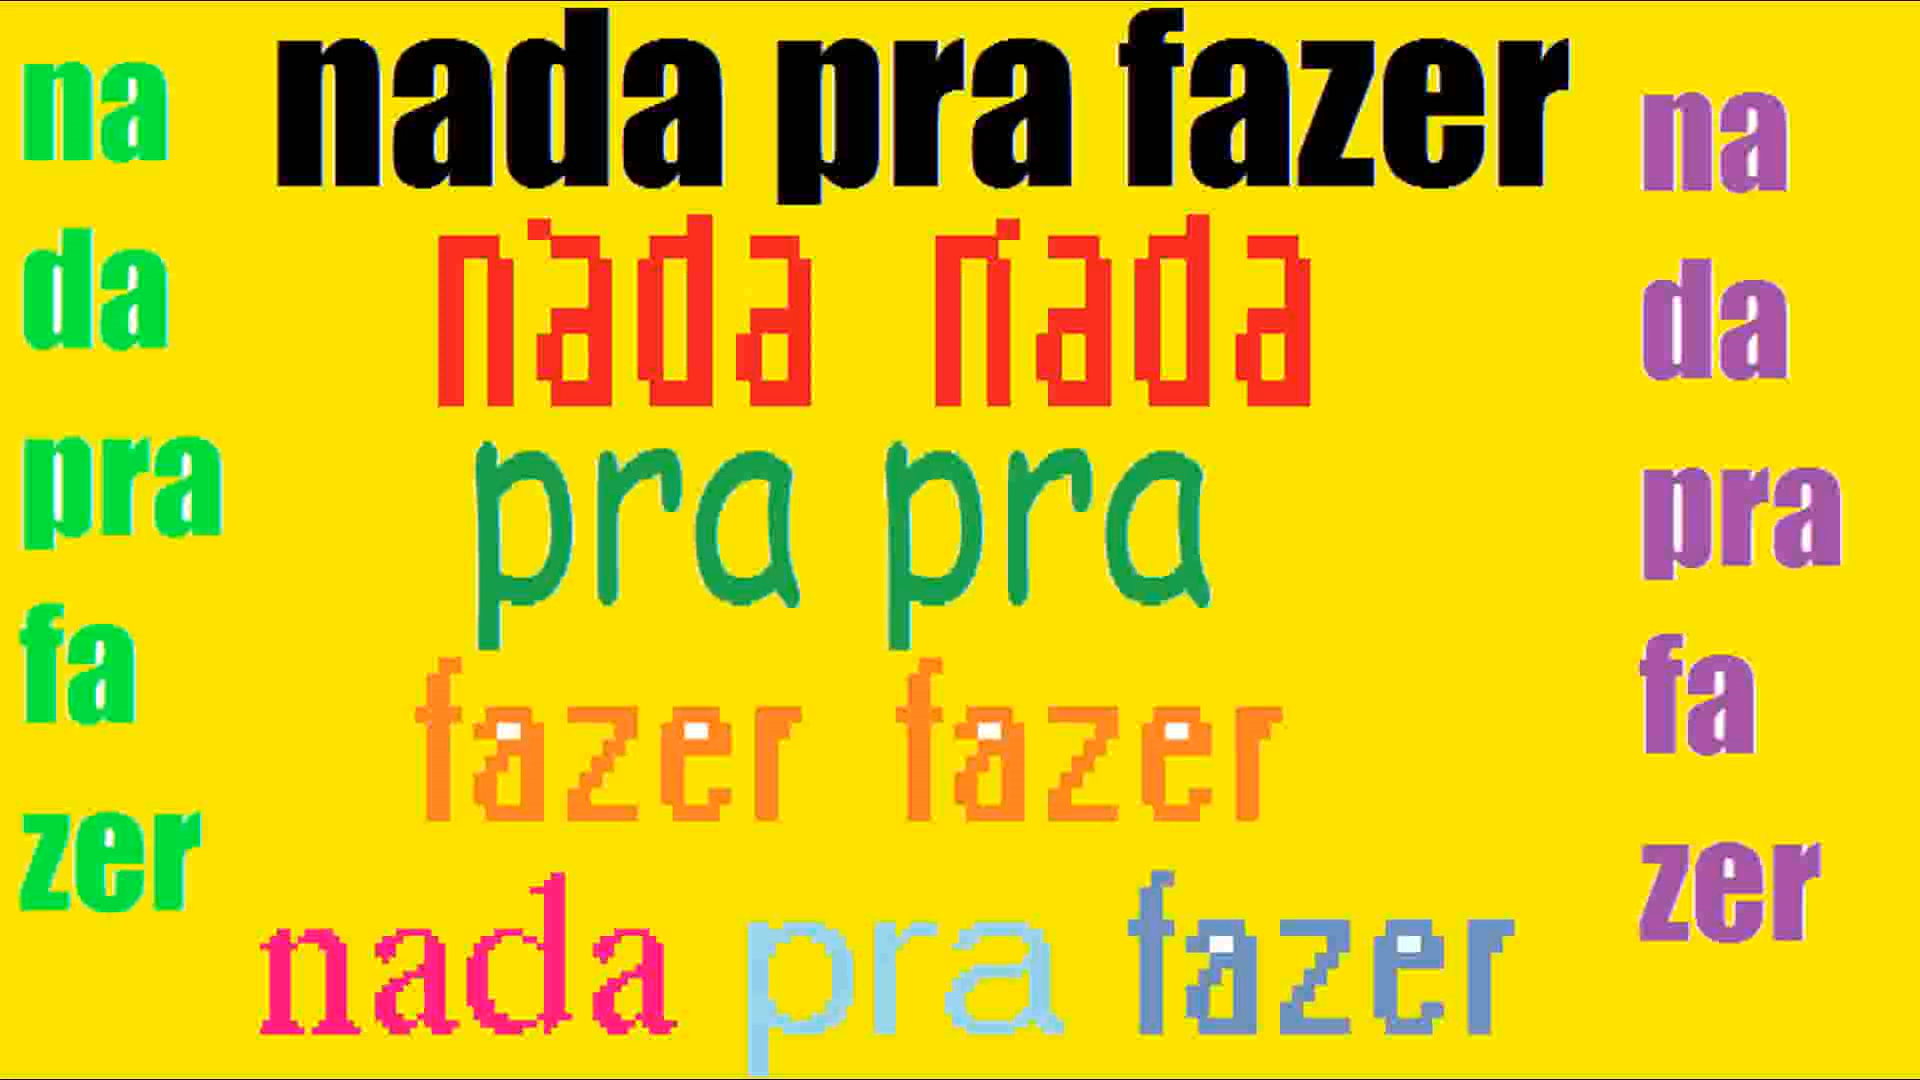 nada pra fazer
na
da
pra
fa
zer
nada nada
pra pra
fazer fazer
nada pra fazer
na
da
pra
fa
zer